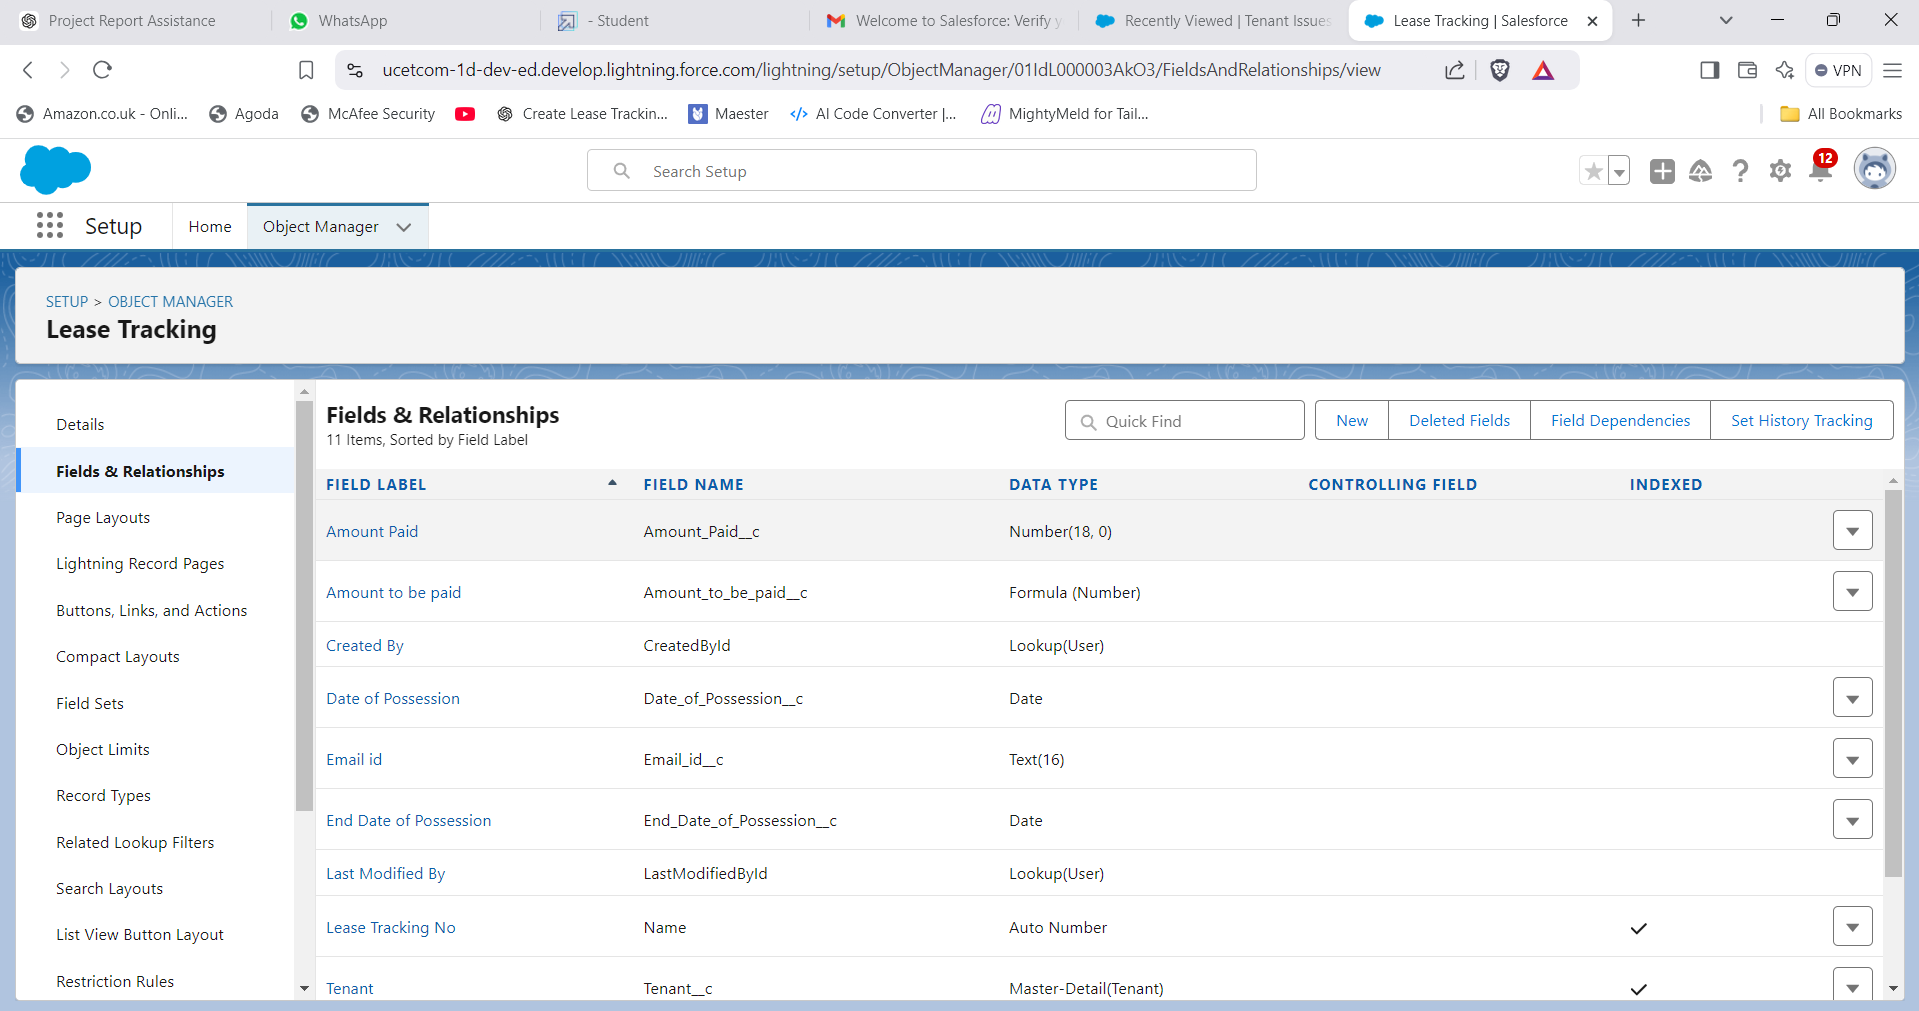 Project Report Assistance
WhatsApp
- Student
Welcome to Salesforce: Verify y
Recently Viewed | Tenant Issues
Lease Tracking | Salesforce
ucetcom-1d-dev-ed.develop.lightning.force.com/lightning/setup/ObjectManager/01IdL000003AkO3/FieldsAndRelationships/view
VPN
Amazon.co.uk - Onli...
Agoda
McAfee Security
Create Lease Trackin...
Maester
AI Code Converter |...
MightyMeld for Tail...
All Bookmarks
Search Setup
12
Setup
Home
Object Manager
SETUP > OBJECT MANAGER
Lease Tracking
Details
Fields & Relationships
Page Layouts
Lightning Record Pages
Buttons, Links, and Actions
Compact Layouts
Field Sets
Object Limits
Record Types
Related Lookup Filters
Search Layouts
List View Button Layout
Restriction Rules
Fields & Relationships
11 Items, Sorted by Field Label
Quick Find
New
Deleted Fields
Field Dependencies
Set History Tracking
FIELD LABEL FIELD NAME DATA TYPE CONTROLLING FIELD INDEXED
Amount Paid Amount_Paid__c Number(18, 0)
Amount to be paid Amount_to_be_paid__c Formula (Number)
Created By CreatedById Lookup(User)
Date of Possession Date_of_Possession__c Date
Email id Email_id__c Text(16)
End Date of Possession End_Date_of_Possession__c Date
Last Modified By LastModifiedById Lookup(User)
Lease Tracking No Name Auto Number
Tenant Tenant__c Master-Detail(Tenant)